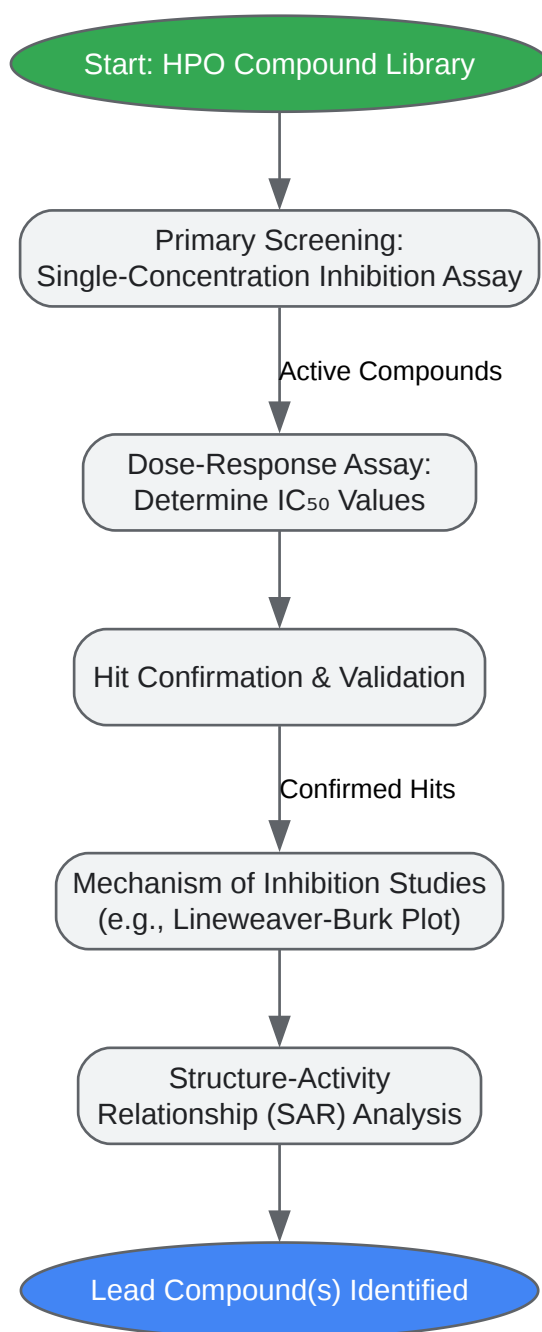 Start: HPO Compound Library
Primary Screening:
Single-Concentration Inhibition Assay
Active Compounds
Dose-Response Assay:
Determine IC₅₀ Values
Hit Confirmation & Validation
Confirmed Hits
Mechanism of Inhibition Studies
(e.g., Lineweaver-Burk Plot)
Structure-Activity
Relationship (SAR) Analysis
Lead Compound(s) Identified